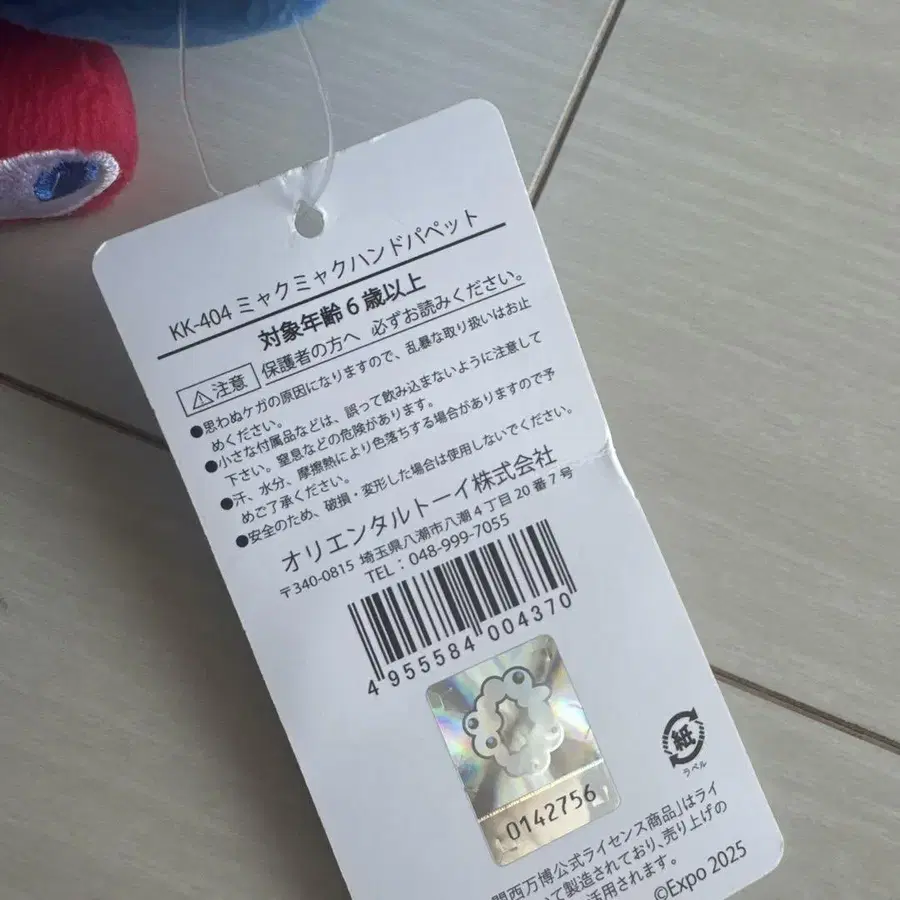 KK-404 ミャクミャクハンドパペット
対象年齢6歳以上
注意 保護者の方へ 必ずお読みください。
●思わぬケガの原因になりますので、乱暴な取り扱いはお止
めください。
●小さな付属品などは、誤って飲み込まないように注意して
下さい。窒息などの危険があります。
●汗、水分、摩擦熱により色落ちする場合がありますので予
めご了承ください。
●安全のため、破損・変形した場合は使用しないでください。
オリエンタルトーイ株式会社
〒340-0815 埼玉県八潮市八潮4丁目20番7号
TEL:048-999-7055
4 955584 004370
0142756
紙
ラベル
関西万博公式ライセンス商品」はライ
て製造されており、売り上げの
活用されます。
©Expo 2025